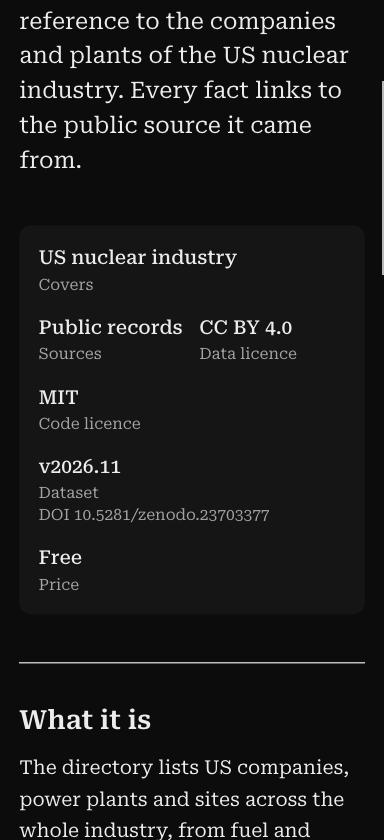 reference to the companies
and plants of the US nuclear
industry. Every fact links to
the public source it came
from.
US nuclear industry
Covers
Public records
Sources
CC BY 4.0
Data licence
MIT
Code licence
v2026.11
Dataset
DOI 10.5281/zenodo.23703377
Free
Price
What it is
The directory lists US companies,
power plants and sites across the
whole industry, from fuel and